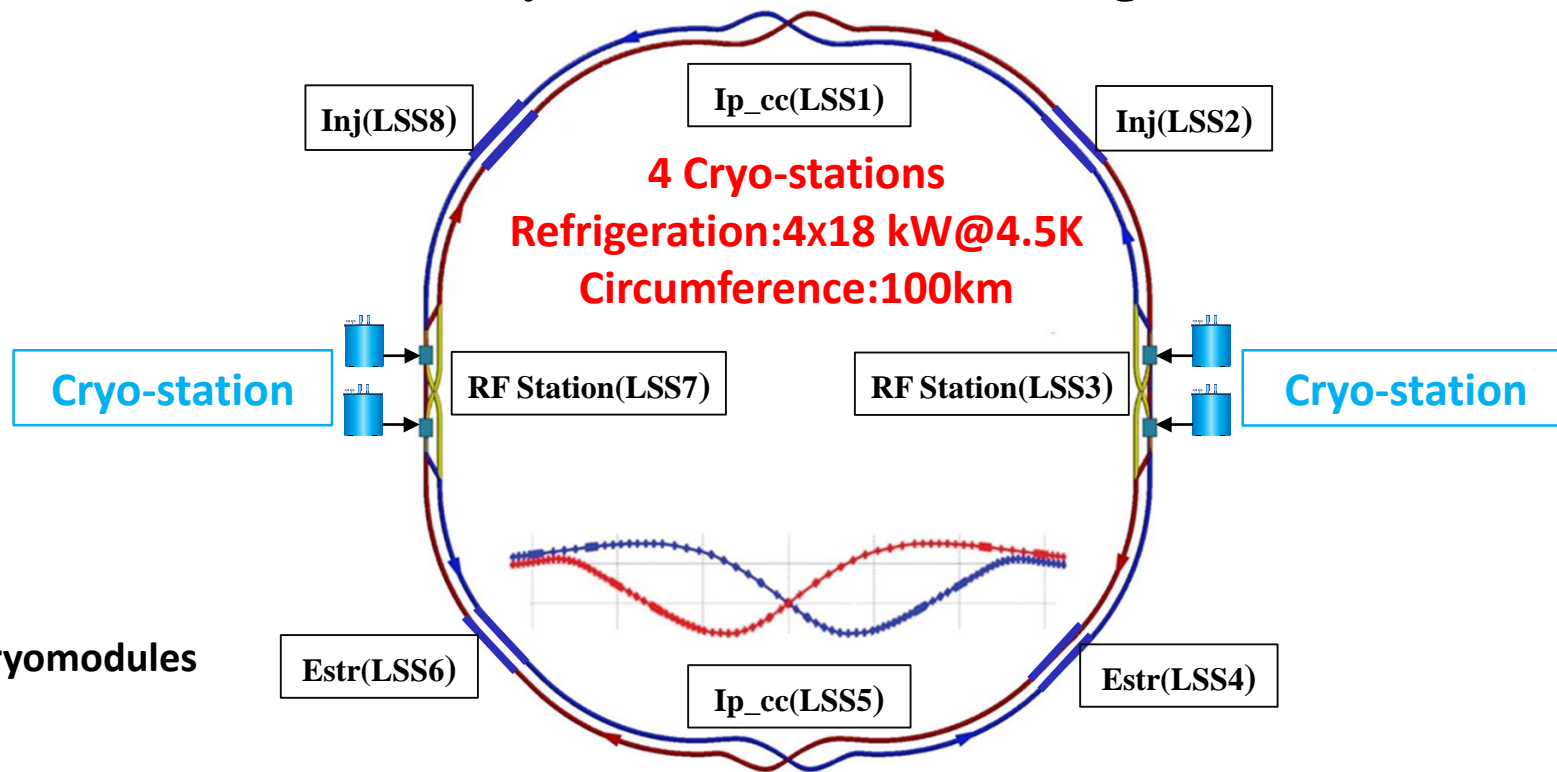 Ip_cc(LSS1)
Inj(LSS8)
Inj(LSS2)
4 Cryo-stations
Refrigeration:4x18 kW@4.5K
Circumference:100km
Cryo-station
RF Station(LSS7)
RF Station(LSS3)
Cryo-station
ryomodules
Estr(LSS6)
Ip_cc(LSS5)
Estr(LSS4)